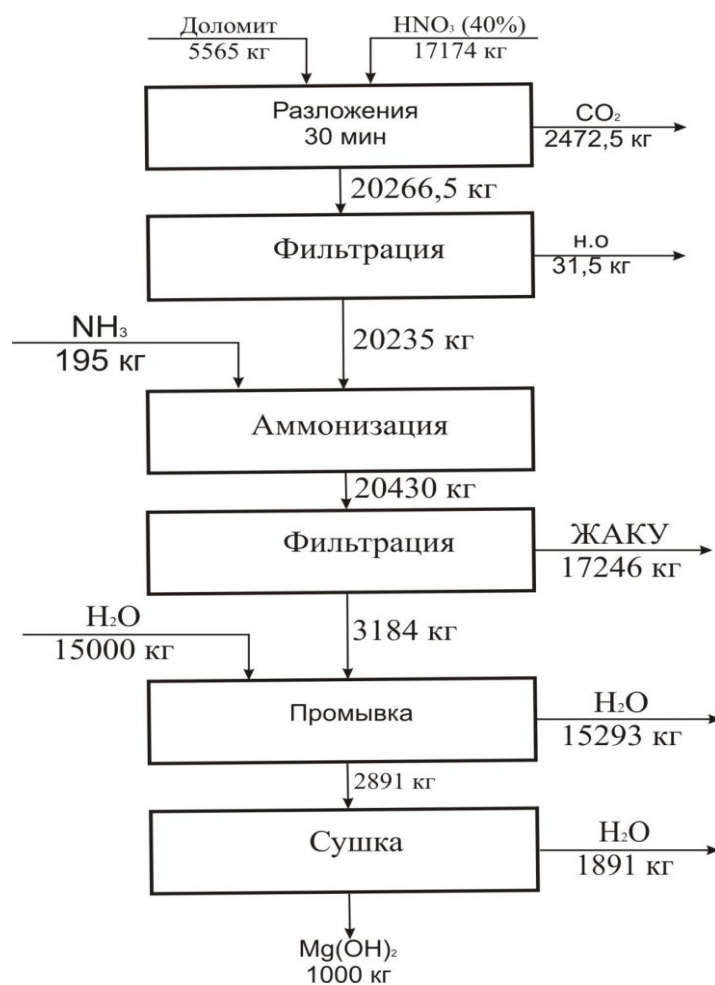 Доломит
5565 кг
HNO₃ (40%)
17174 кг
Разложения
30 мин
CO₂
2472,5 кг
20266,5 кг
Фильтрация
н.о
31,5 кг
20235 кг
NH₃
195 кг
Аммонизация
20430 кг
Фильтрация
ЖАКУ
17246 кг
3184 кг
H₂O
15000 кг
Промывка
H₂O
15293 кг
2891 кг
Сушка
H₂O
1891 кг
Mg(OH)₂
1000 кг